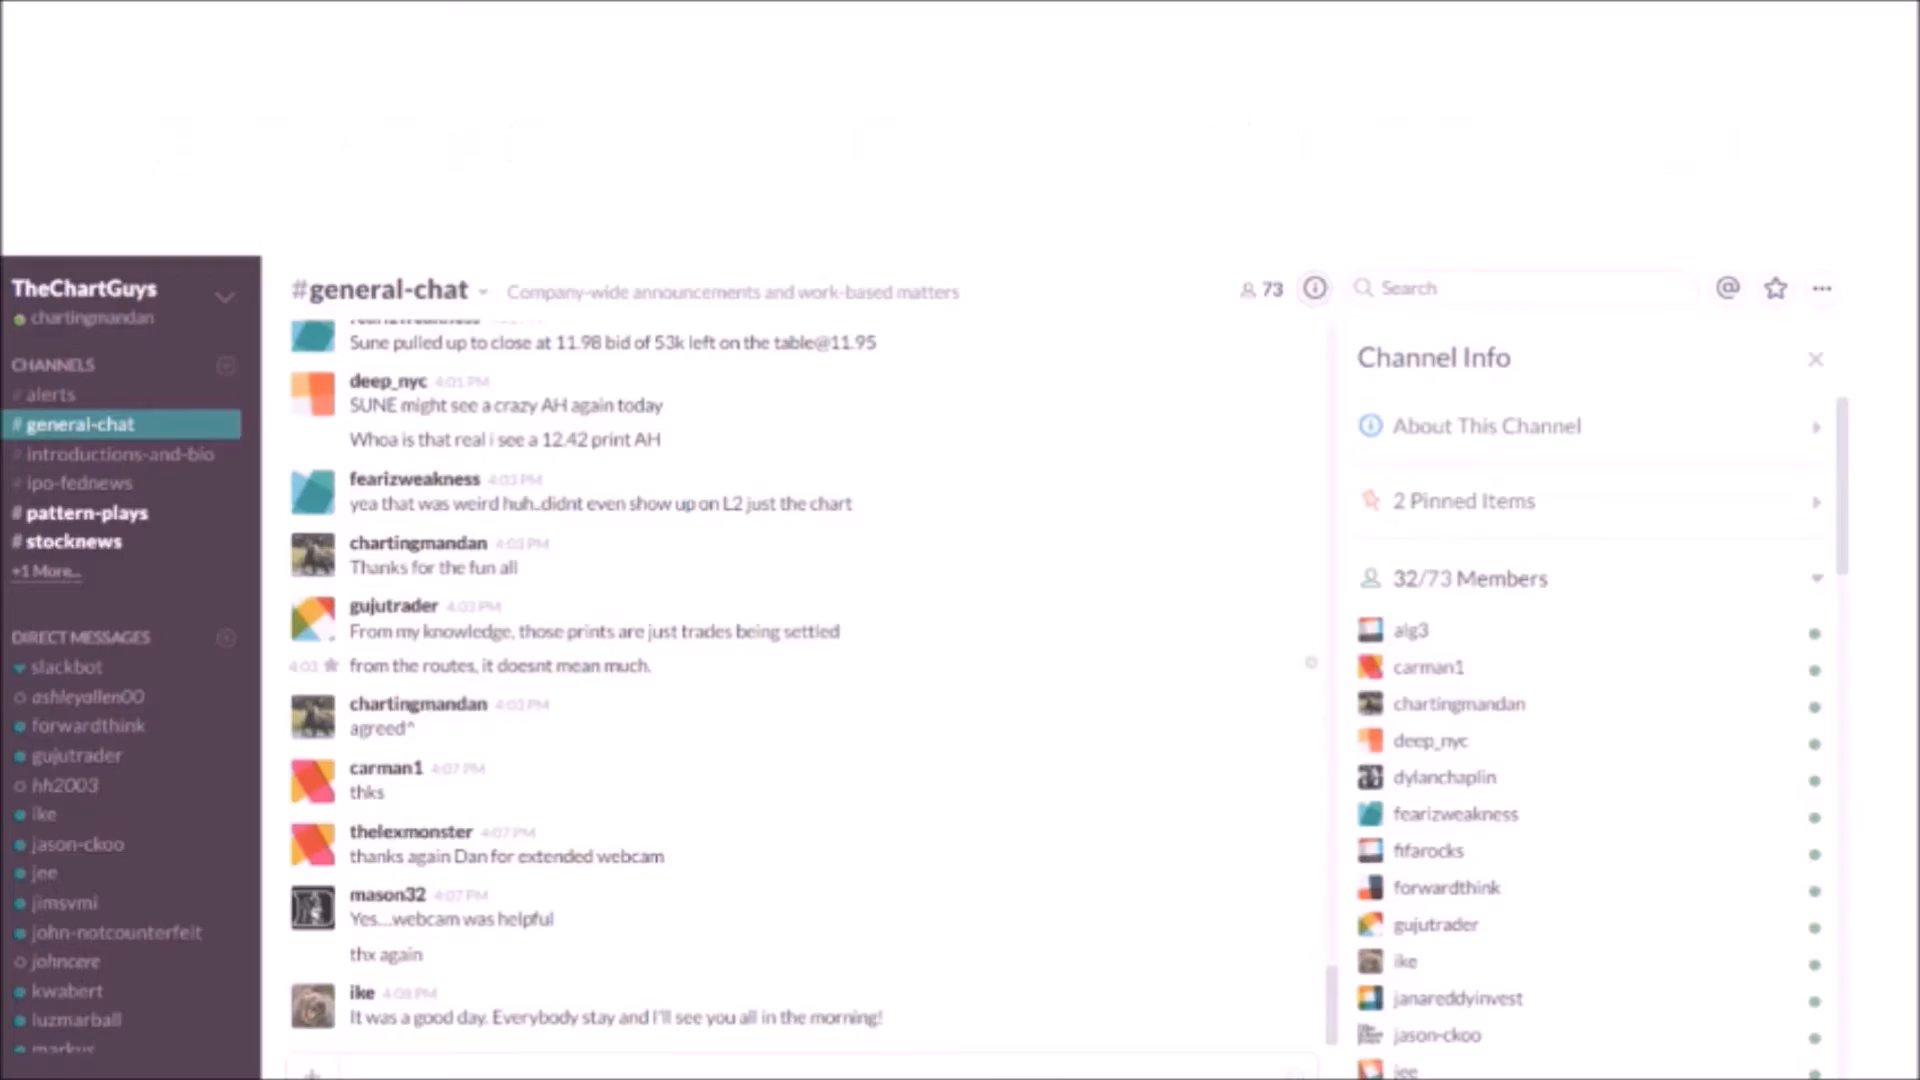 TheChartGuys
chartingmandan
CHANNELS
# alerts
# general-chat
# introductions-and-bio
# ipo-fednews
# pattern-plays
# stocknews
+1 More...
DIRECT MESSAGES
slackbot
ashleyallen00
forwardthink
gujutrader
hh2003
ike
jason-ckoo
jee
jimsvmi
john-notcounterfeit
johncere
kwabert
luzmarball
markus
#general-chat
Company-wide announcements and work-based matters
73
Search
fearizweakness
Sune pulled up to close at 11.98 bid of 53k left on the table@11.95
deep_nyc 4:01 PM
SUNE might see a crazy AH again today
Whoa is that real i see a 12.42 print AH
fearizweakness 4:03 PM
yea that was weird huh..didnt even show up on L2 just the chart
chartingmandan 4:03 PM
Thanks for the fun all
gujutrader 4:03 PM
From my knowledge, those prints are just trades being settled
4:03 from the routes, it doesnt mean much.
chartingmandan 4:03 PM
agreed^
carman1 4:07 PM
thks
thelexmonster 4:07 PM
thanks again Dan for extended webcam
mason32 4:07 PM
Yes....webcam was helpful
thx again
ike 4:08 PM
It was a good day. Everybody stay and I'll see you all in the morning!
Channel Info
About This Channel
2 Pinned Items
32/73 Members
alg3
carman1
chartingmandan
deep_nyc
dylanchaplin
fearizweakness
fifarocks
forwardthink
gujutrader
ike
janareddyinvest
jason-ckoo
jee